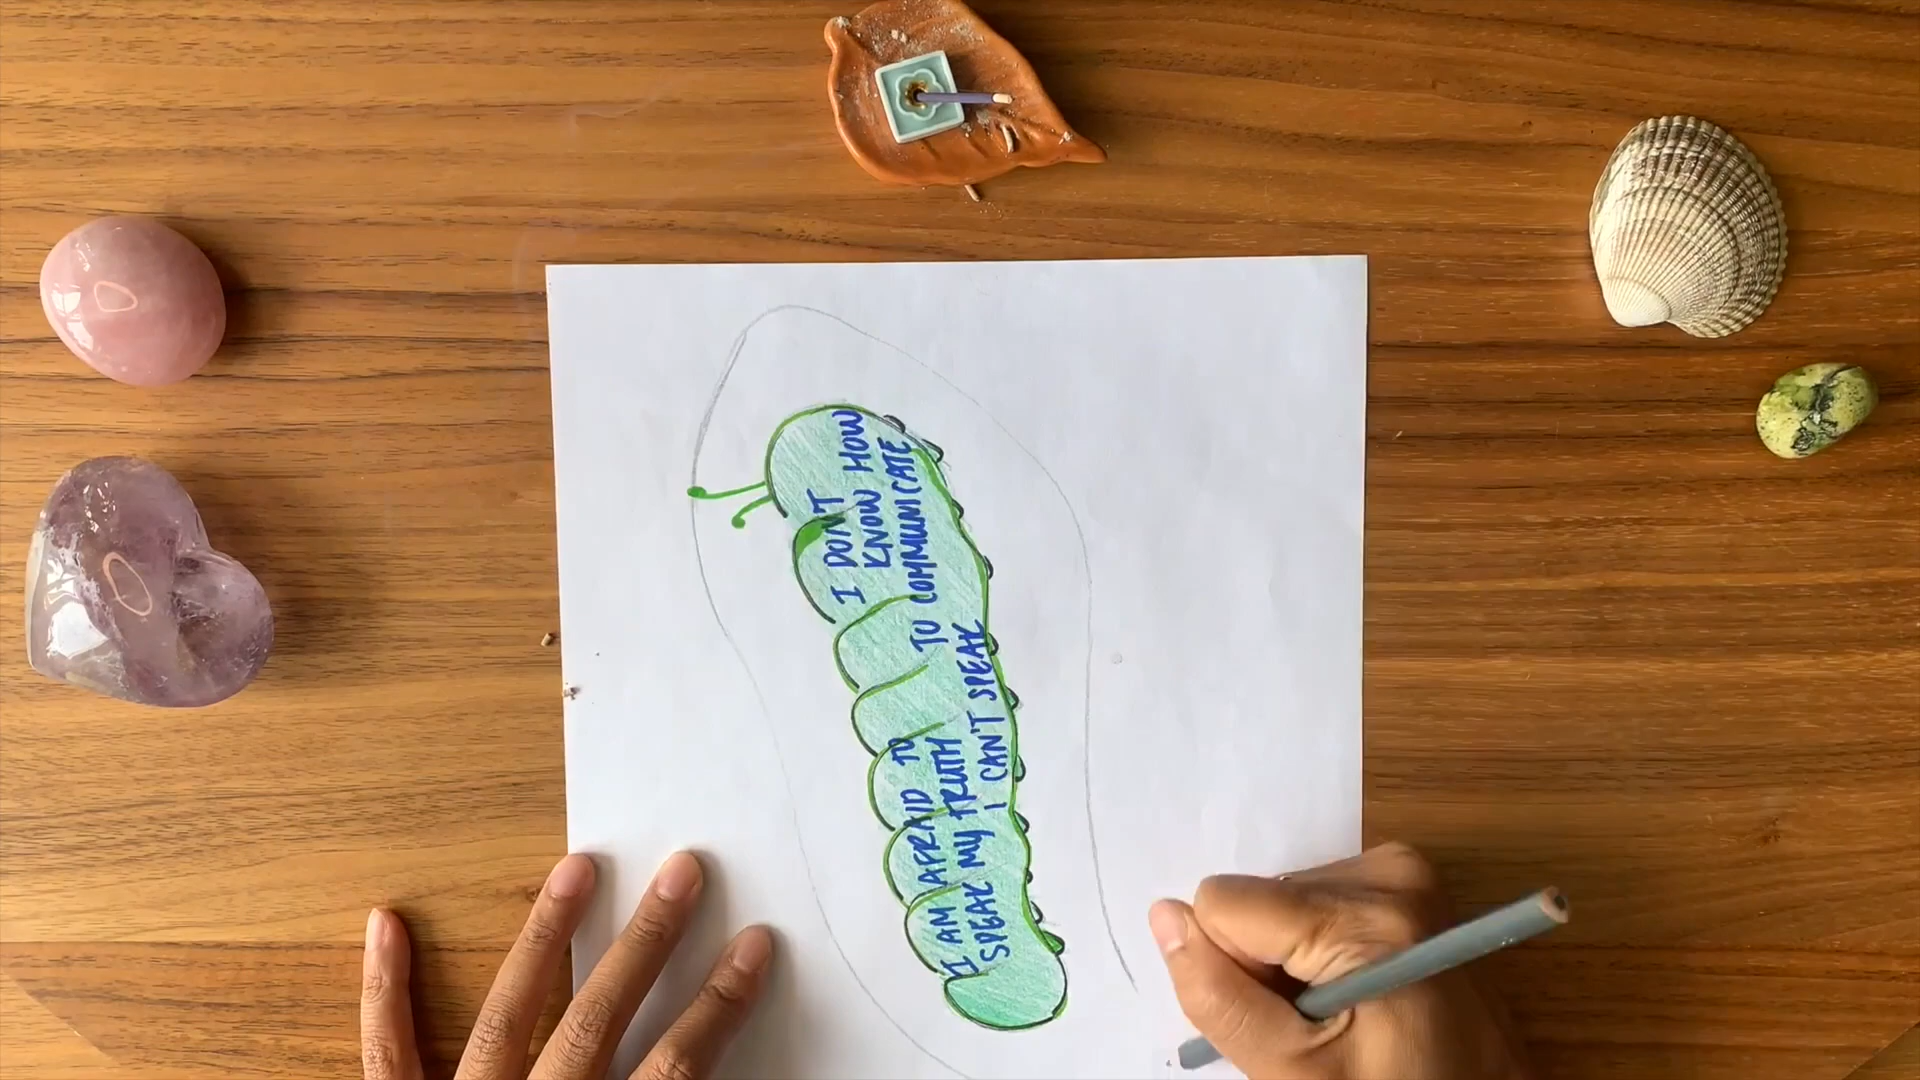 I DON'T
KNOW HOW
TO COMMUNICATE
I AM AFRAID TO
SPEAK MY TRUTH
I CAN'T SPEAK